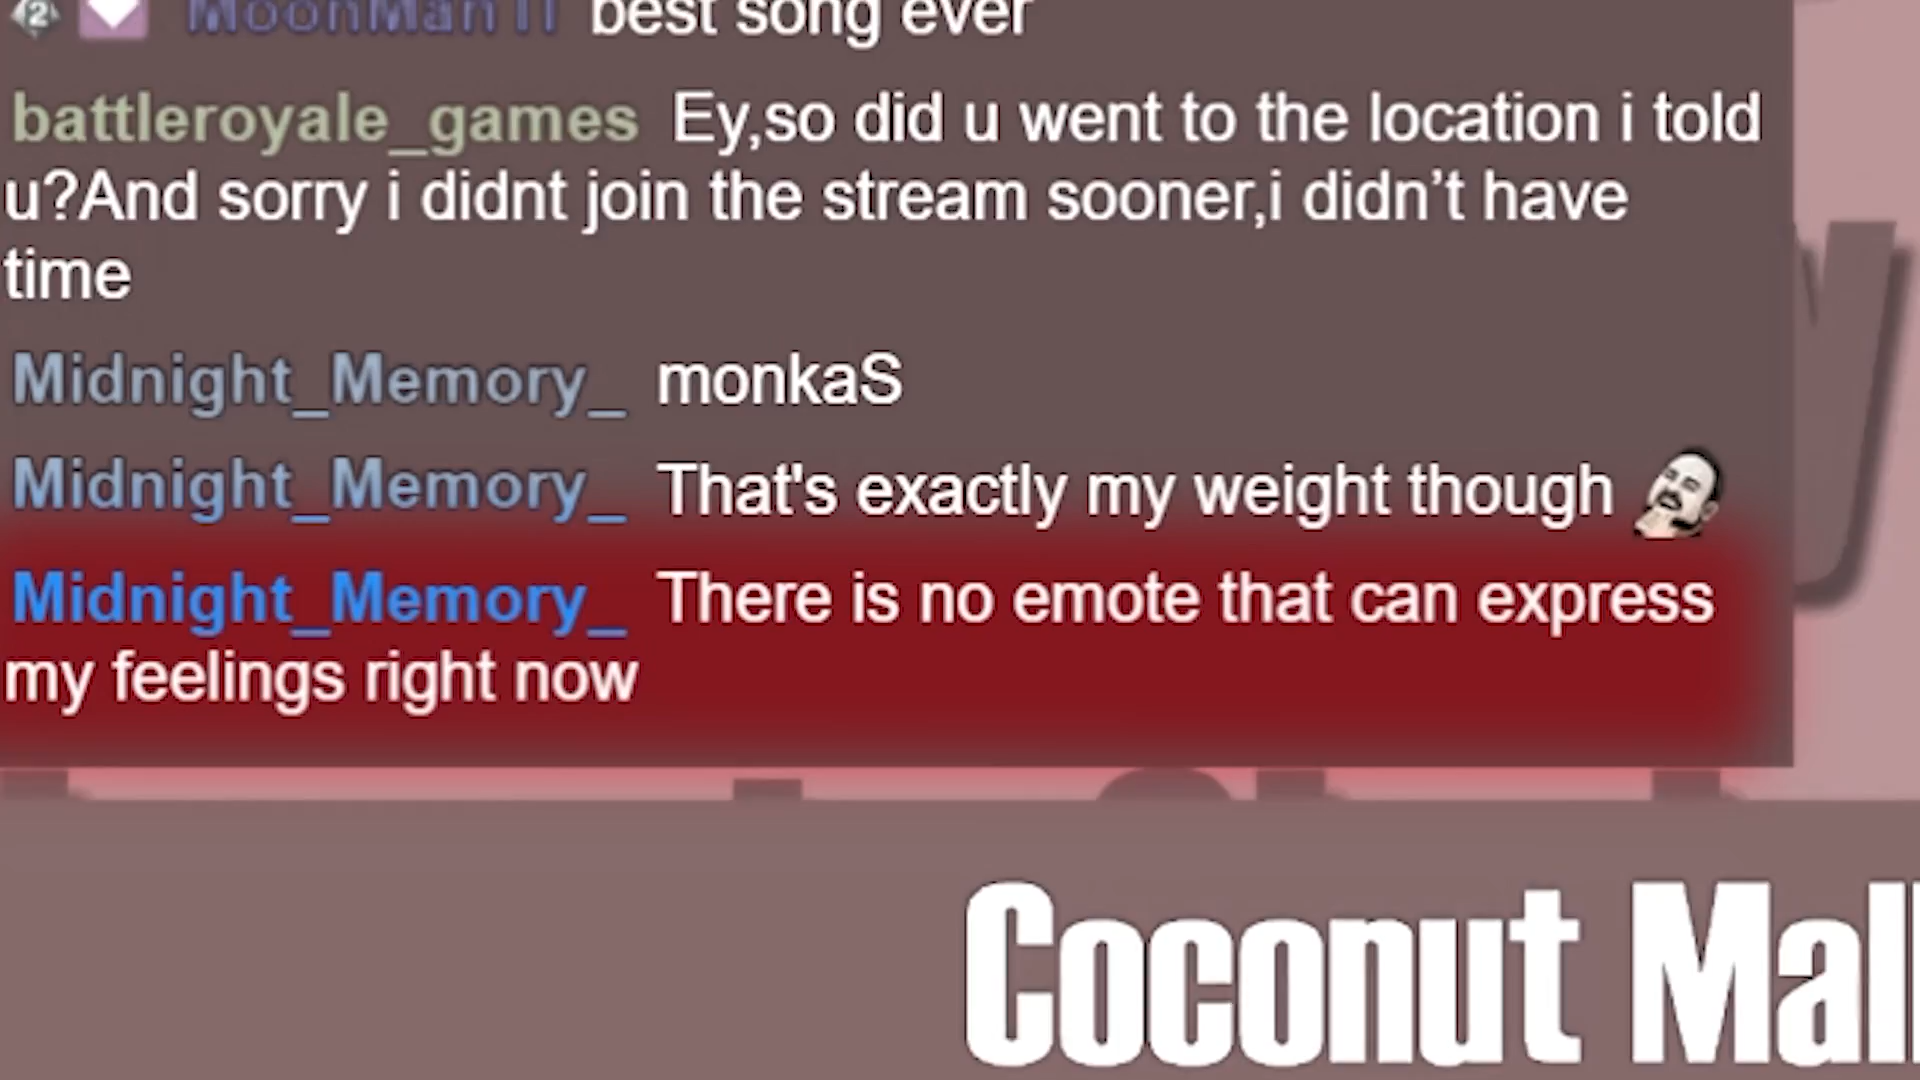 best song ever
battleroyale_games Ey,so did u went to the location i told
u?And sorry i didnt join the stream sooner,i didn’t have
time
Midnight_Memory_ monkaS
Midnight_Memory_ That's exactly my weight though
Midnight_Memory_ There is no emote that can express
my feelings right now
Coconut Mall